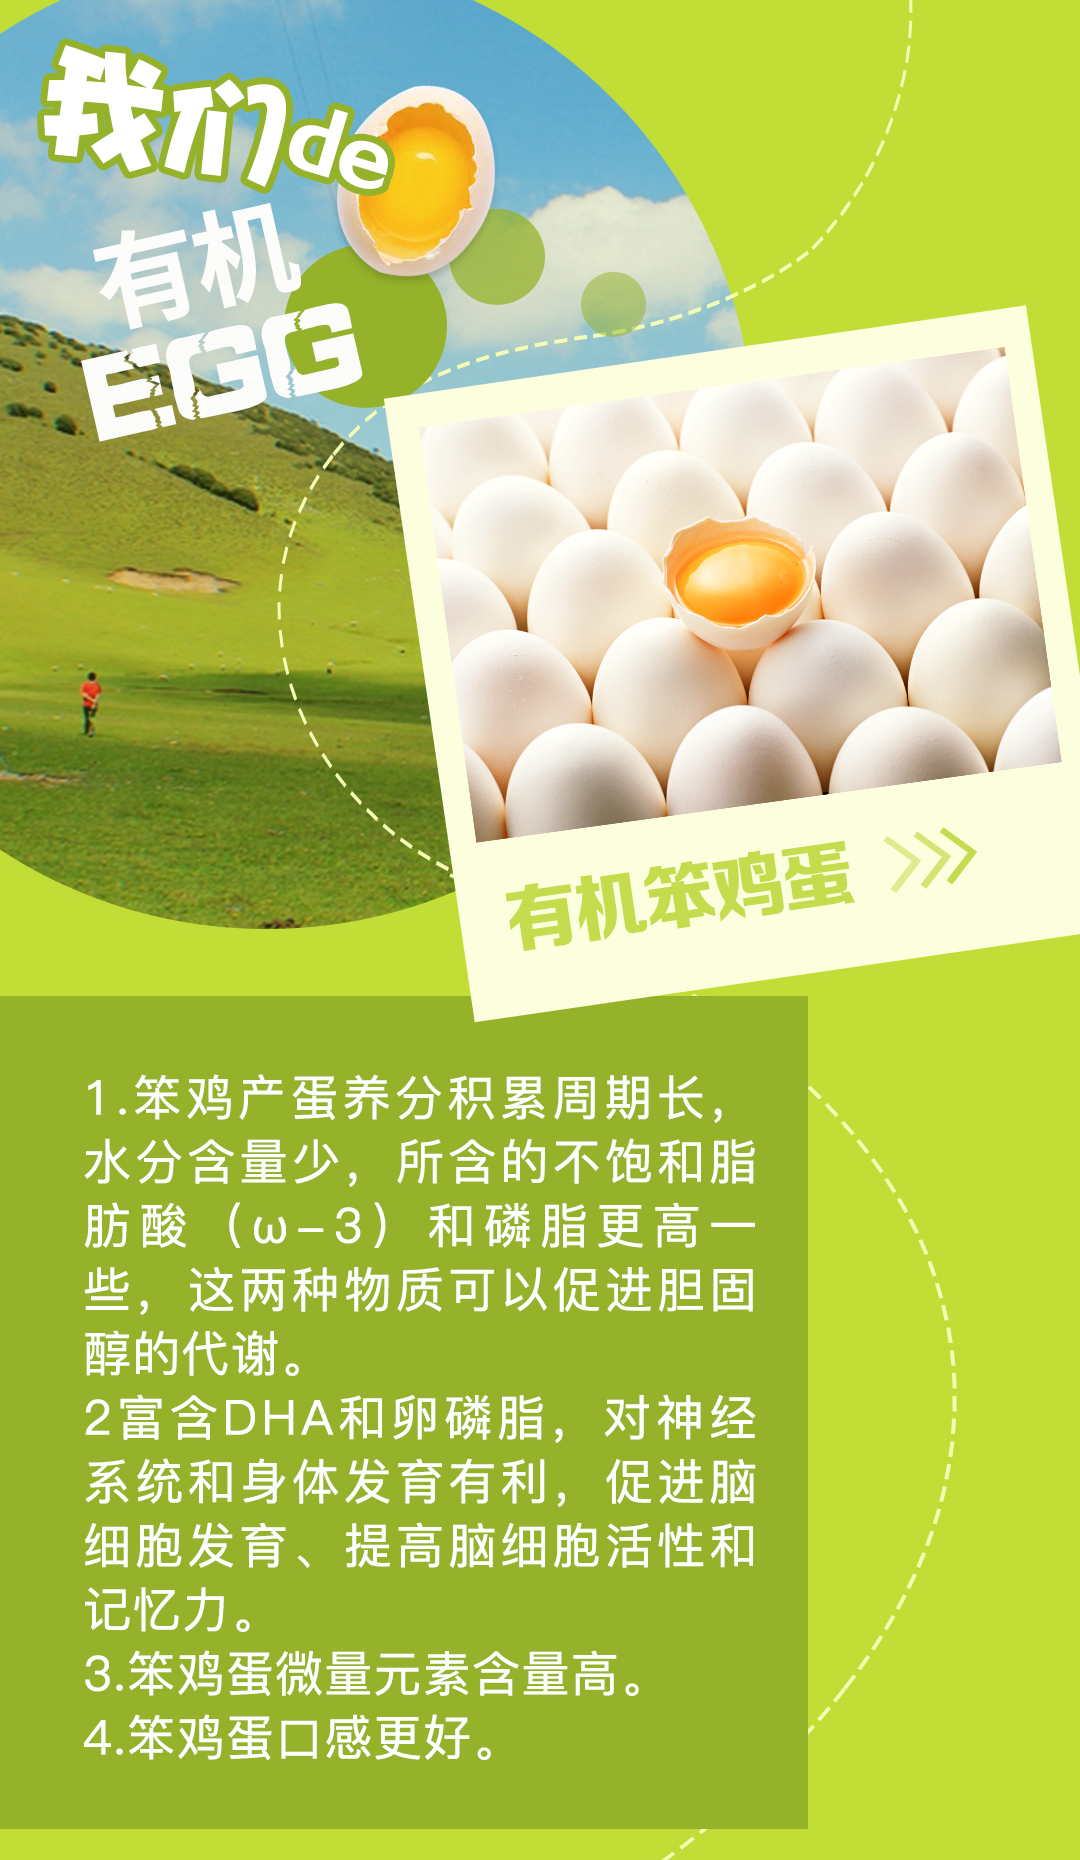 我们de
有机
EGG
有机笨鸡蛋
1.笨鸡产蛋养分积累周期长，
水分含量少，所含的不饱和脂
肪酸（ω-3）和磷脂更高一
些，这两种物质可以促进胆固
醇的代谢。
2富含DHA和卵磷脂，对神经
系统和身体发育有利，促进脑
细胞发育、提高脑细胞活性和
记忆力。
3.笨鸡蛋微量元素含量高。
4.笨鸡蛋口感更好。